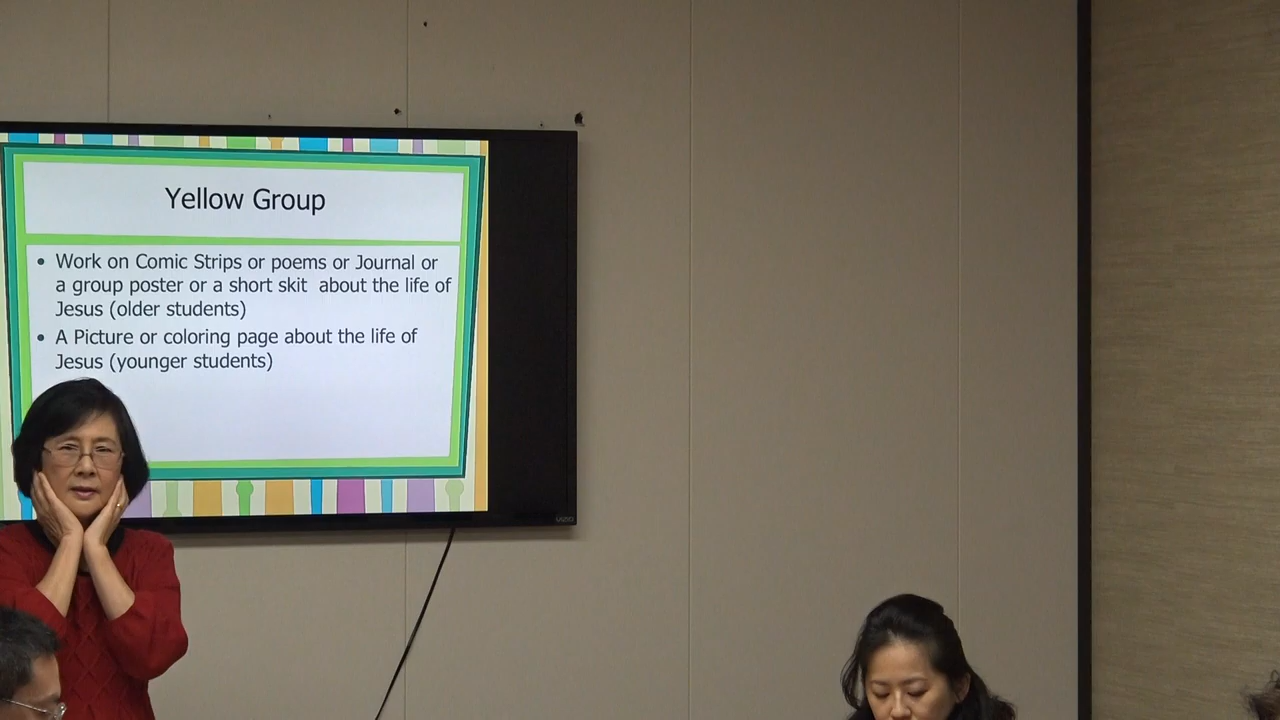 Yellow Group
• Work on Comic Strips or poems or Journal or
a group poster or a short skit about the life of
Jesus (older students)
• A Picture or coloring page about the life of
Jesus (younger students)
VIZIO